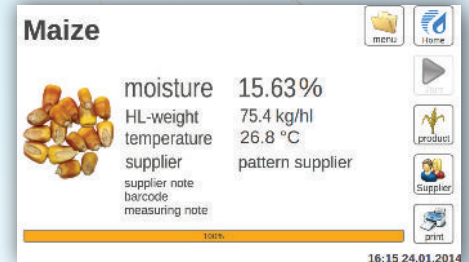 Maize
menu
Home
moisture 15.63%
HL-weight 75.4 kg/hl
temperature 26.8 °C
product
supplier pattern supplier
supplier note
barcode
measuring note
Supplier
100%
print
16:15 24.01.2014